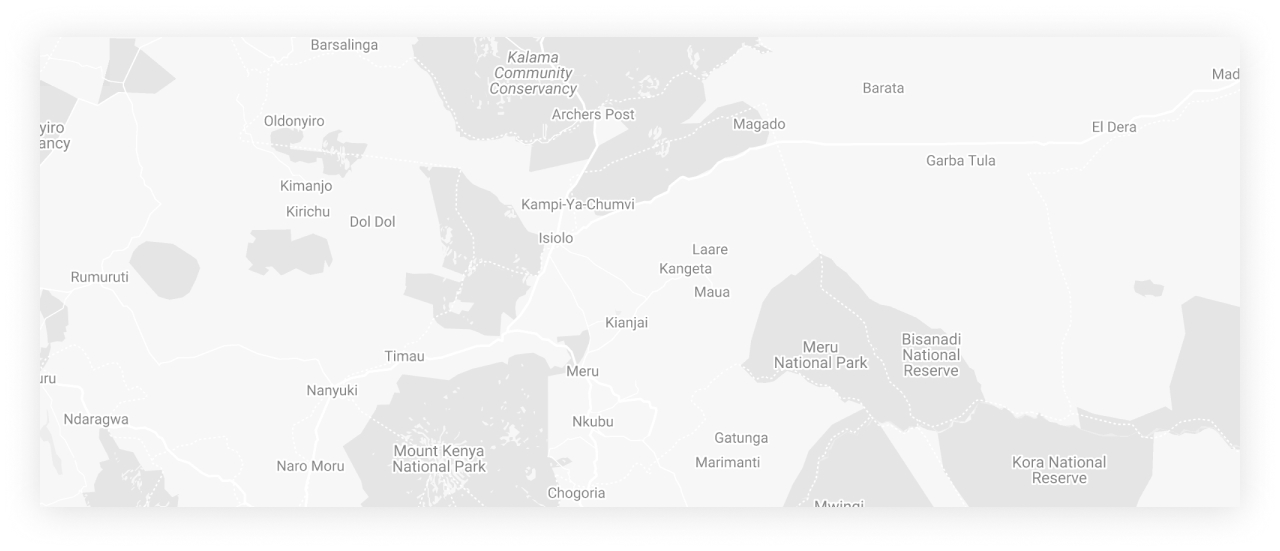 Barsalinga
Kalama
Community
Conservancy
Mad
Barata
Archers Post
Oldonyiro
Magado
El Dera
yiro
ancy
Garba Tula
Kimanjo
Kirichu
Kampi-Ya-Chumvi
Dol Dol
Isiolo
Laare
Kangeta
Rumuruti
Maua
Kianjai
Meru
National Park
Bisanadi
National
Reserve
Timau
Meru
uru
Nanyuki
Ndaragwa
Nkubu
Gatunga
Mount Kenya
National Park
Naro Moru
Marimanti
Kora National
Reserve
Chogoria
Mwingi